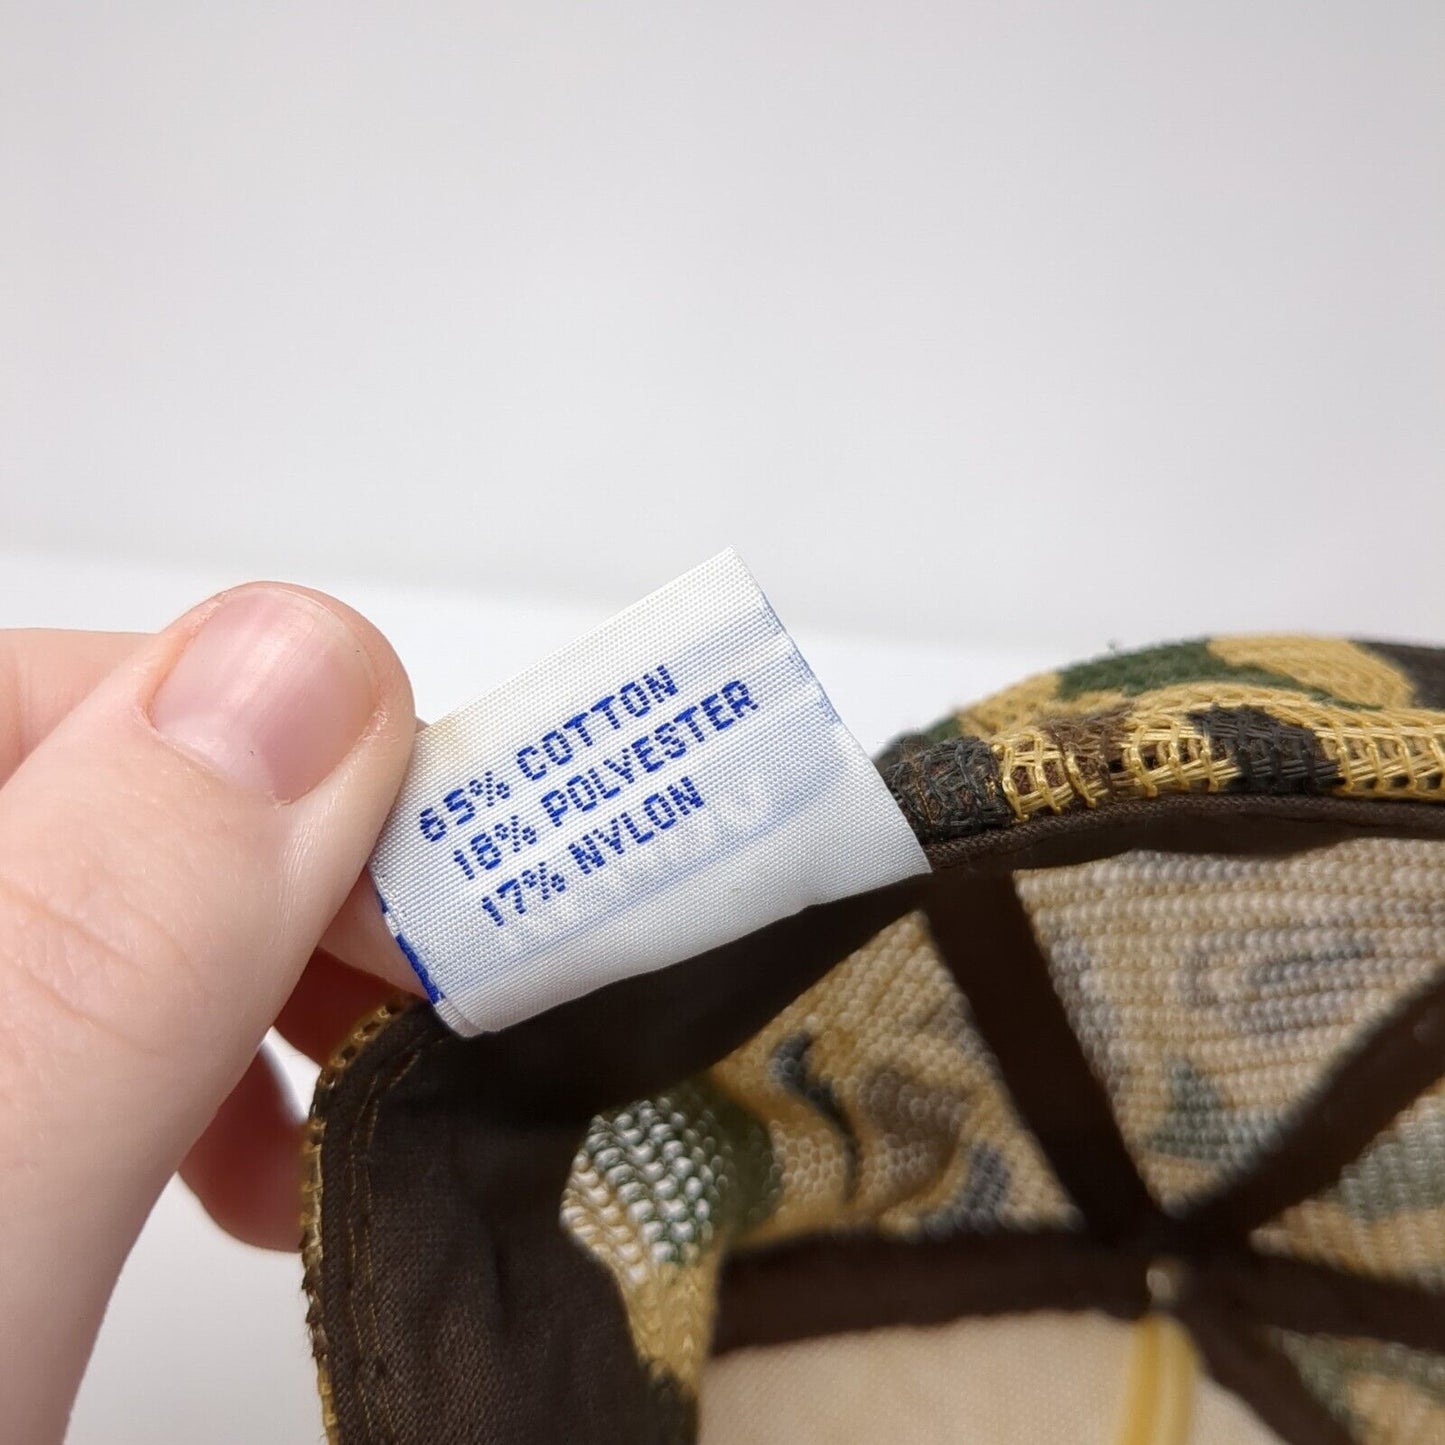 65% COTTON
18% POLYESTER
17% NYLON